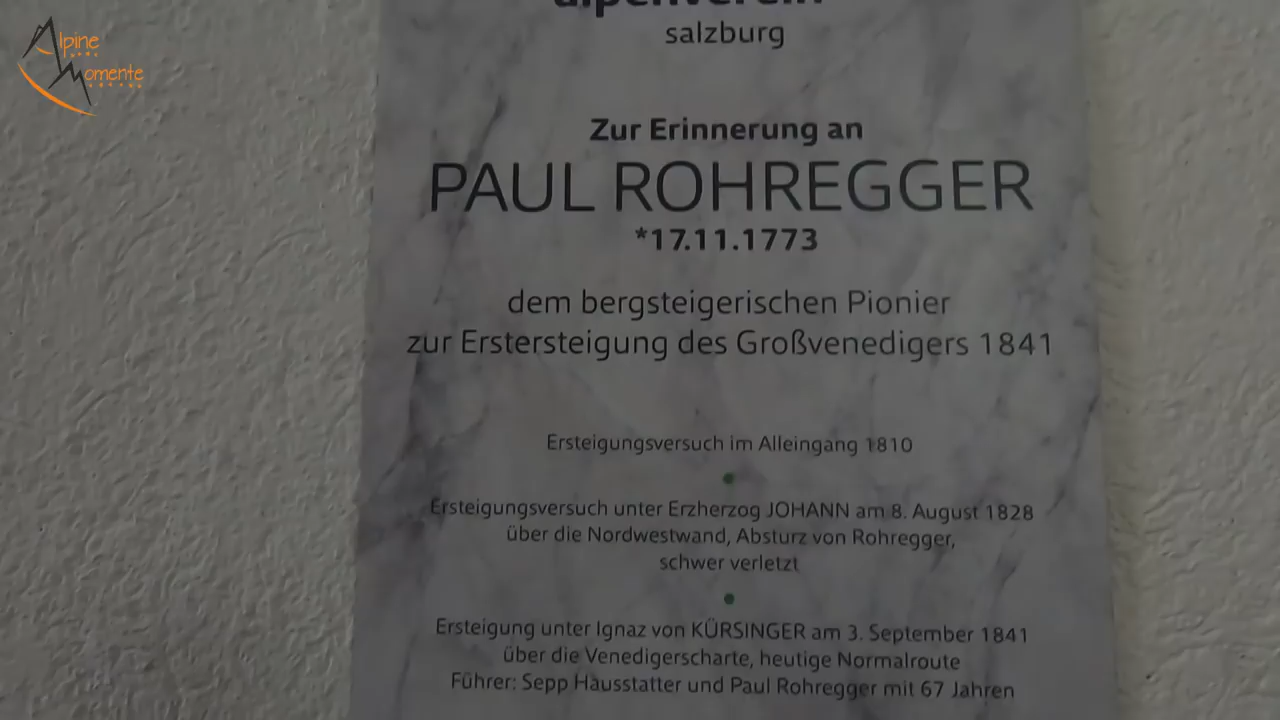 Alpine
Momente
alpenverein
salzburg
Zur Erinnerung an
PAUL ROHREGGER
*17.11.1773
dem bergsteigerischen Pionier
zur Erstersteigung des Großvenedigers 1841
Ersteigungsversuch im Alleingang 1810
Ersteigungsversuch unter Erzherzog JOHANN am 8. August 1828
über die Nordwestwand, Absturz von Rohregger,
schwer verletzt
Ersteigung unter Ignaz von KÜRSINGER am 3. September 1841
über die Venedigerscharte, heutige Normalroute
Führer: Sepp Hausstatter und Paul Rohregger mit 67 Jahren